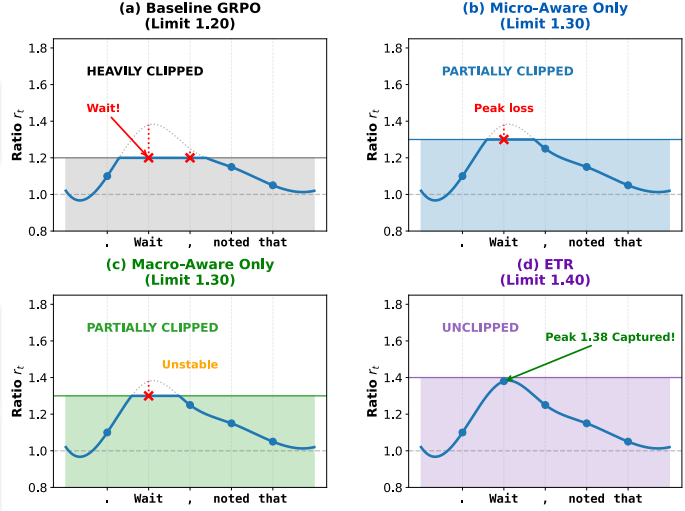 (a) Baseline GRPO
(Limit 1.20)
1.8
1.6
1.4
1.2
1.0
0.8
Ratio r_t
HEAVILY CLIPPED
Wait!
. Wait , noted that
(b) Micro-Aware Only
(Limit 1.30)
1.8
1.6
1.4
1.2
1.0
0.8
Ratio r_t
PARTIALLY CLIPPED
Peak loss
. Wait , noted that
(c) Macro-Aware Only
(Limit 1.30)
1.8
1.6
1.4
1.2
1.0
0.8
Ratio r_t
PARTIALLY CLIPPED
Unstable
. Wait , noted that
(d) ETR
(Limit 1.40)
1.8
1.6
1.4
1.2
1.0
0.8
Ratio r_t
UNCLIPPED
Peak 1.38 Captured!
. Wait , noted that